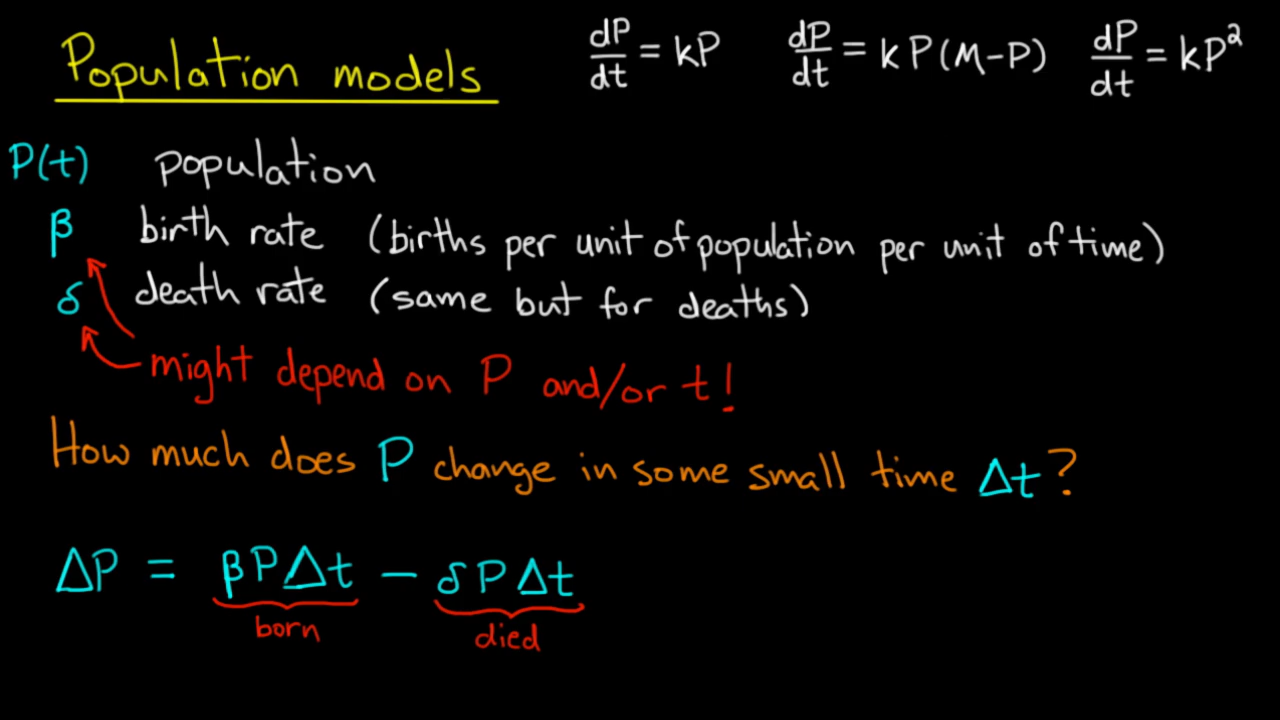 Population models
dP/dt = kP    dP/dt = kP(M-P)    dP/dt = kP²
P(t) population
β birth rate (births per unit of population per unit of time)
δ death rate (same but for deaths)
might depend on P and/or t!
How much does P change in some small time Δt?
ΔP = βPΔt - δPΔt
born died